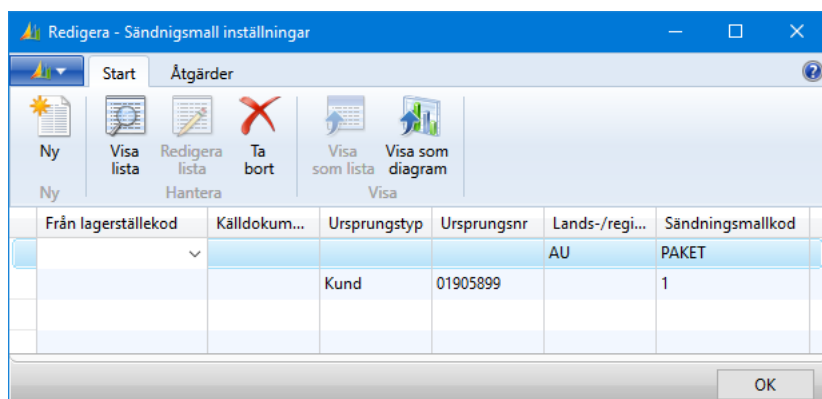 Redigera - Sändnigsmall inställningar
Start Åtgärder
Ny Visa lista Redigera lista Ta bort Visa som lista Visa som diagram
Ny Hantera Visa
Från lagerställekod Källdokum... Ursprungstyp Ursprungsnr Lands-/regi... Sändningsmallkod
AU PAKET
Kund 01905899 1
OK